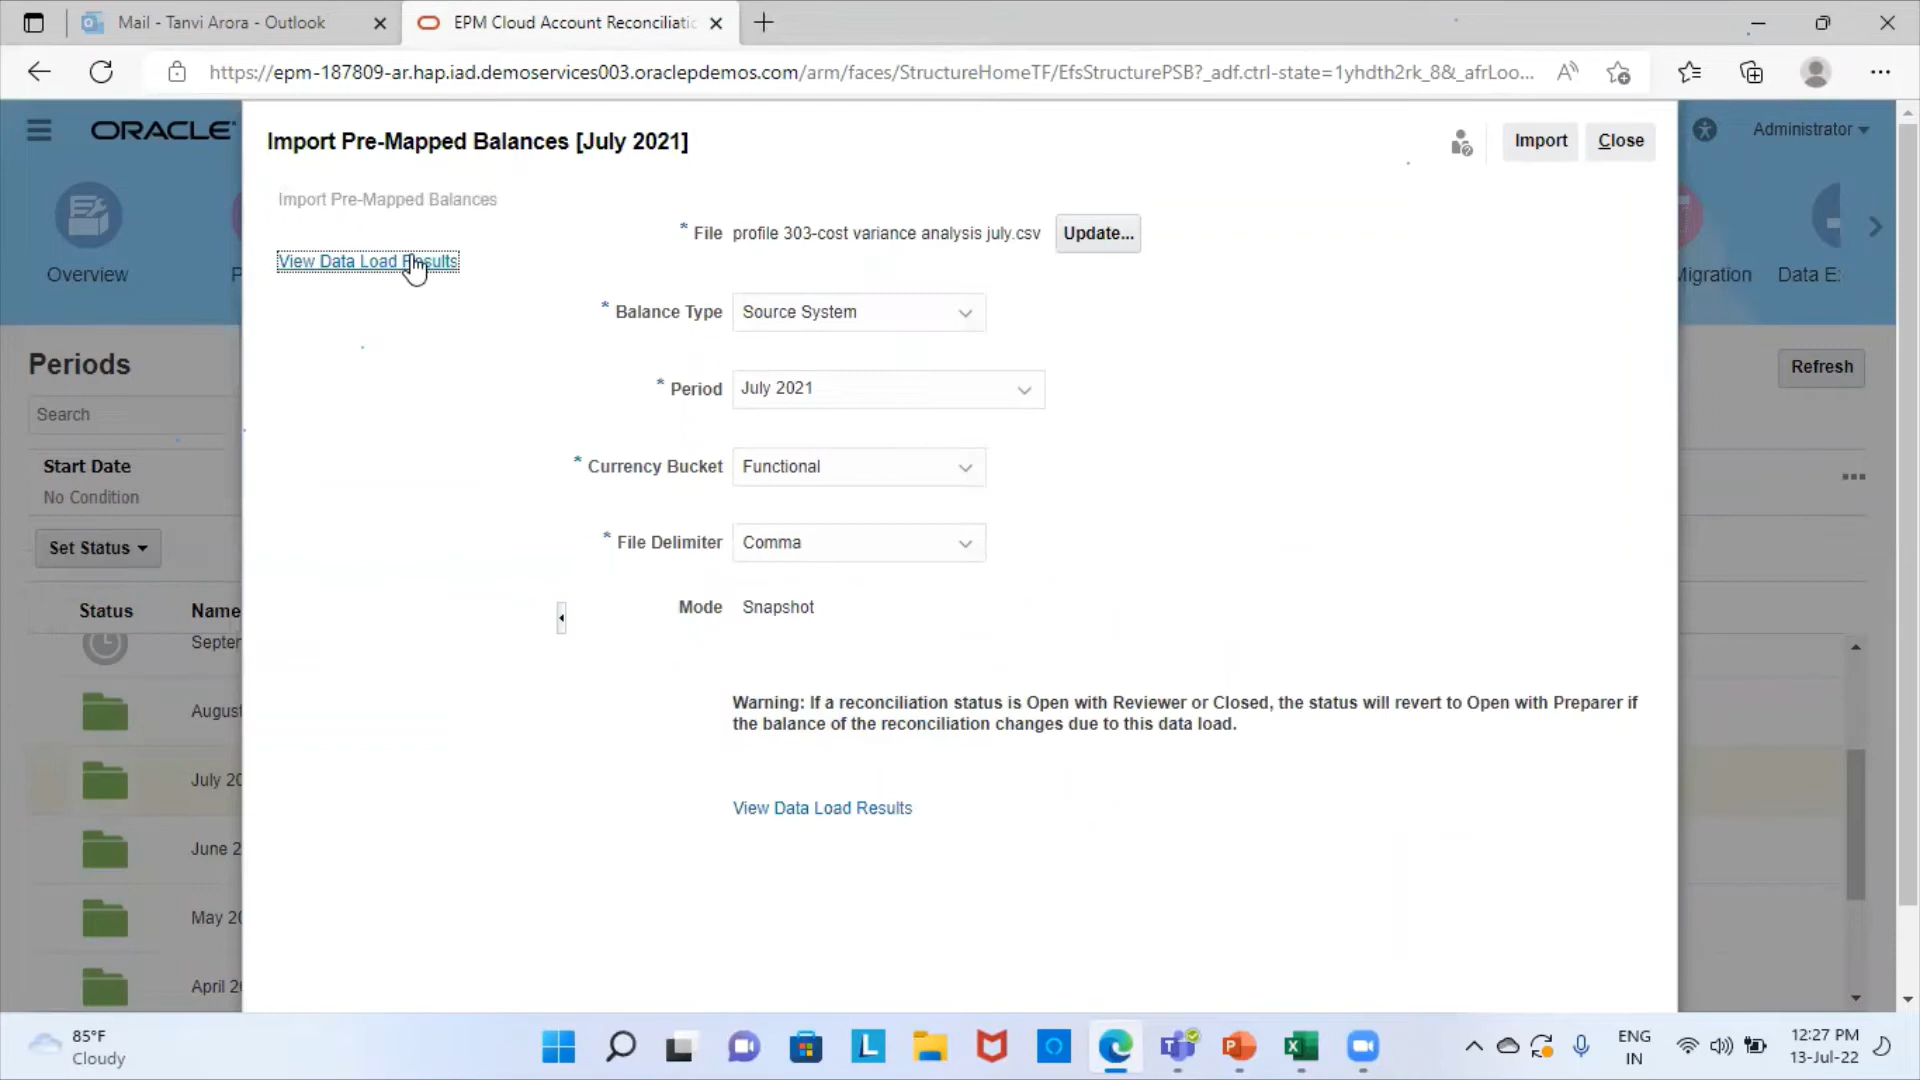 Mail - Tanvi Arora - Outlook
EPM Cloud Account Reconciliatio
https://epm-187809-ar.hap.iad.demoservices003.oraclepdemos.com/arm/faces/StructureHomeTF/EfsStructurePSB?_adf.ctrl-state=1yhdth2rk_8&_afrLoo...
ORACLE
Administrator
Import Pre-Mapped Balances [July 2021]
Import
Close
Overview
P
Migration
Data E:
Import Pre-Mapped Balances
View Data Load Results
* File profile 303-cost variance analysis july.csv
Update...
* Balance Type Source System
* Period July 2021
* Currency Bucket Functional
* File Delimiter Comma
Mode Snapshot
Warning: If a reconciliation status is Open with Reviewer or Closed, the status will revert to Open with Preparer if
the balance of the reconciliation changes due to this data load.
View Data Load Results
Periods
Refresh
Search
Start Date
No Condition
Set Status
Status Name
Septer
August
July 20
June 2
May 20
April 20
85°F
Cloudy
ENG
IN
12:27 PM
13-Jul-22